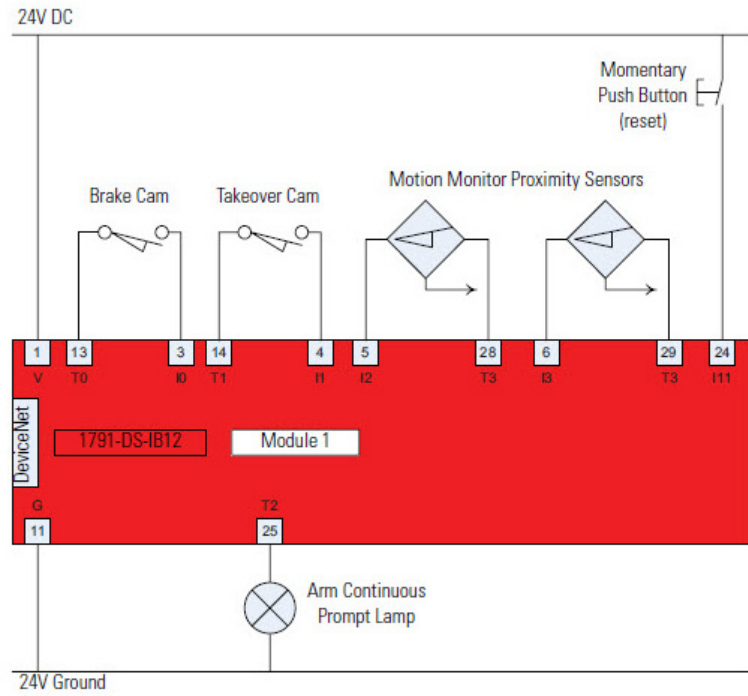 24V DC
Momentary
Push Button
(reset)
Motion Monitor Proximity Sensors
Brake Cam
Takeover Cam
1
13
3
14
4
5
28
6
29
24
V
T0
I0
T1
I1
I2
T3
I3
T3
I11
DeviceNet
1791-DS-IB12
Module 1
G
T2
11
25
Arm Continuous
Prompt Lamp
24V Ground